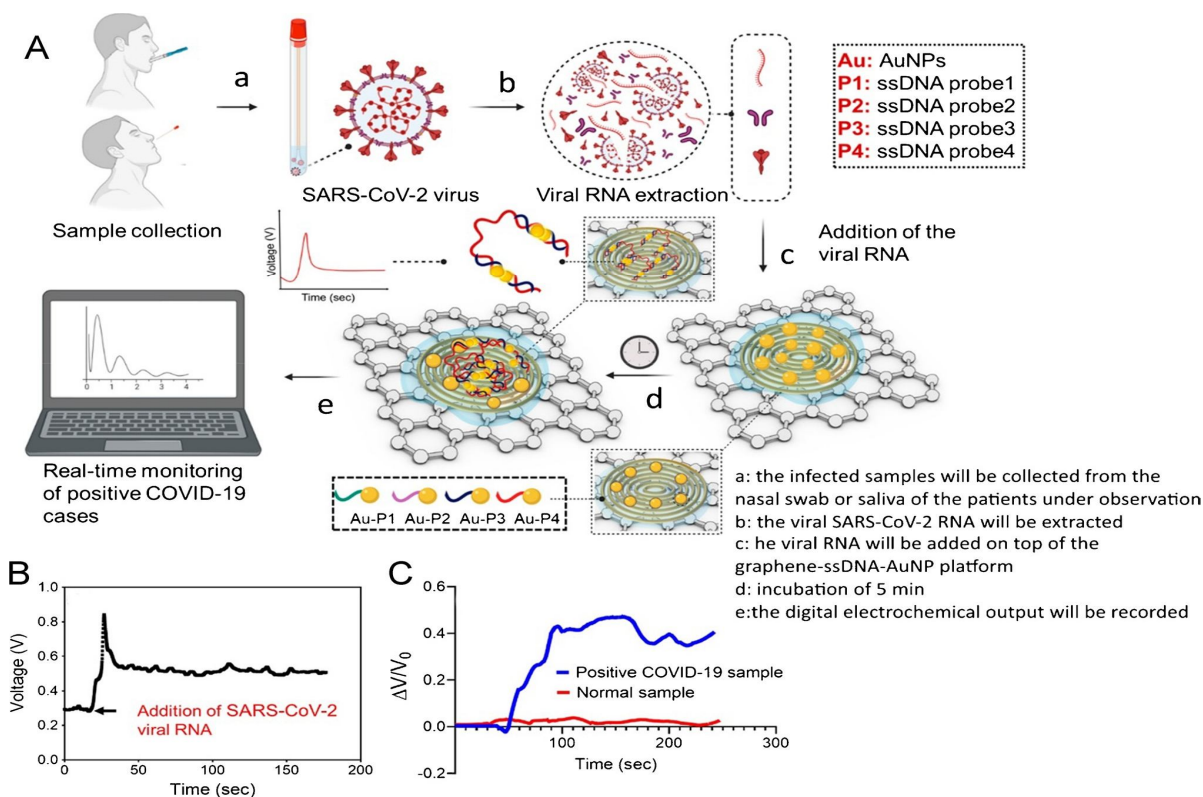 A
a
b
Au: AuNPs
P1: ssDNA probe1
P2: ssDNA probe2
P3: ssDNA probe3
P4: ssDNA probe4
Sample collection
SARS-CoV-2 virus
Viral RNA extraction
Addition of the
viral RNA
c
Voltage (V)
Time (sec)
0
1
2
3
4
e
d
Real-time monitoring
of positive COVID-19
cases
Au-P1 Au-P2 Au-P3 Au-P4
a: the infected samples will be collected from the
nasal swab or saliva of the patients under observation
b: the viral SARS-CoV-2 RNA will be extracted
c: he viral RNA will be added on top of the
graphene-ssDNA-AuNP platform
d: incubation of 5 min
e:the digital electrochemical output will be recorded
B
Voltage (V)
1.0
0.8
0.6
0.4
0.2
0.0
Addition of SARS-CoV-2
viral RNA
0 50 100 150 200
Time (sec)
C
ΔV/V0
0.6
0.4
0.2
0.0
-0.2
Positive COVID-19 sample
Normal sample
100 200 300
Time (sec)